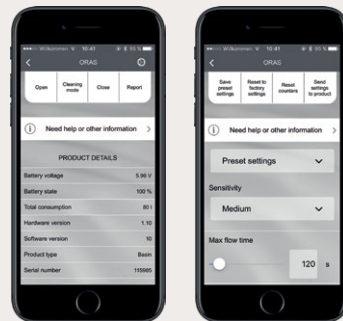 Willkommen 10:41 55 %
ORAS
Open Cleaning mode Close Report
Need help or other information
PRODUCT DETAILS
Battery voltage 5.96 V
Battery state 100 %
Total consumption 80 l
Hardware version 1.10
Software version 10
Product type Basin
Serial number 115585
Willkommen 10:41 55 %
ORAS
Save preset settings Reset to factory settings Reset counters Send settings to product
Need help or other information
Preset settings
Sensitivity
Medium
Max flow time
120 s